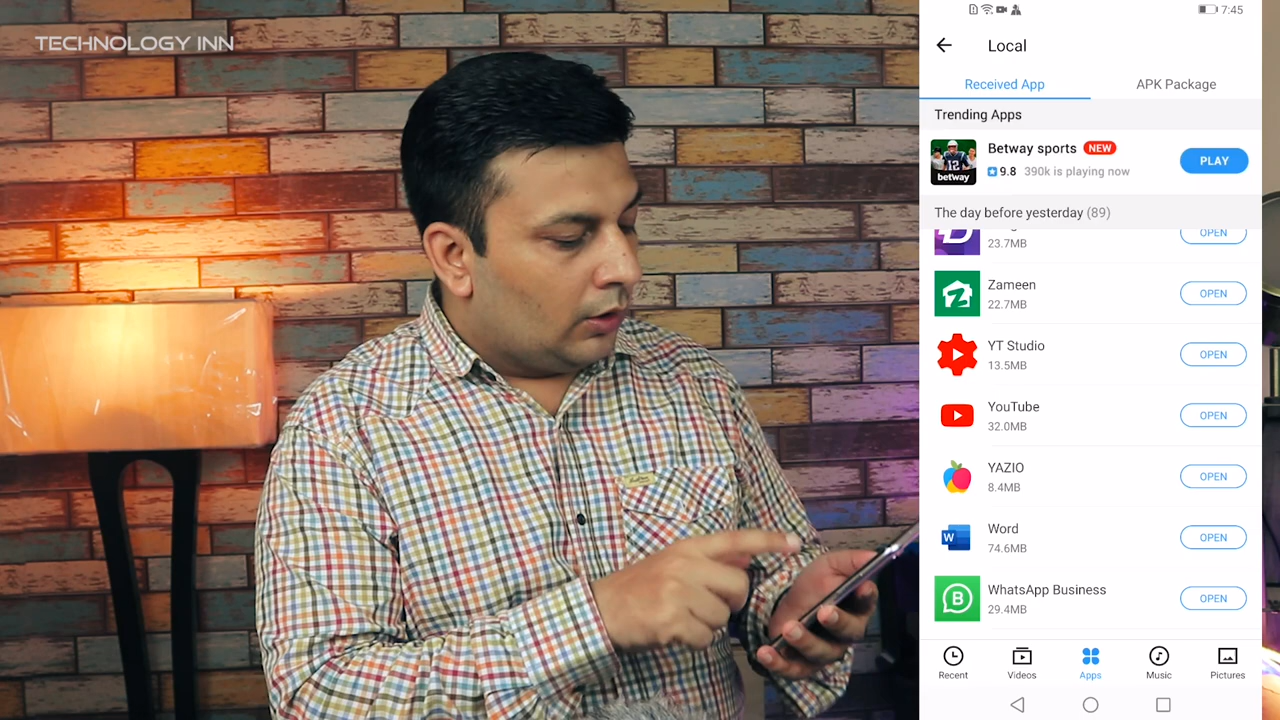 TECHNOLOGY INN
7:45
Local
Received App
APK Package
Trending Apps
Betway sports NEW
9.8 390k is playing now
PLAY
betway
The day before yesterday (89)
23.7MB
OPEN
Zameen
22.7MB
OPEN
YT Studio
13.5MB
OPEN
YouTube
32.0MB
OPEN
YAZIO
8.4MB
OPEN
Word
74.6MB
OPEN
WhatsApp Business
29.4MB
OPEN
Recent
Videos
Apps
Music
Pictures